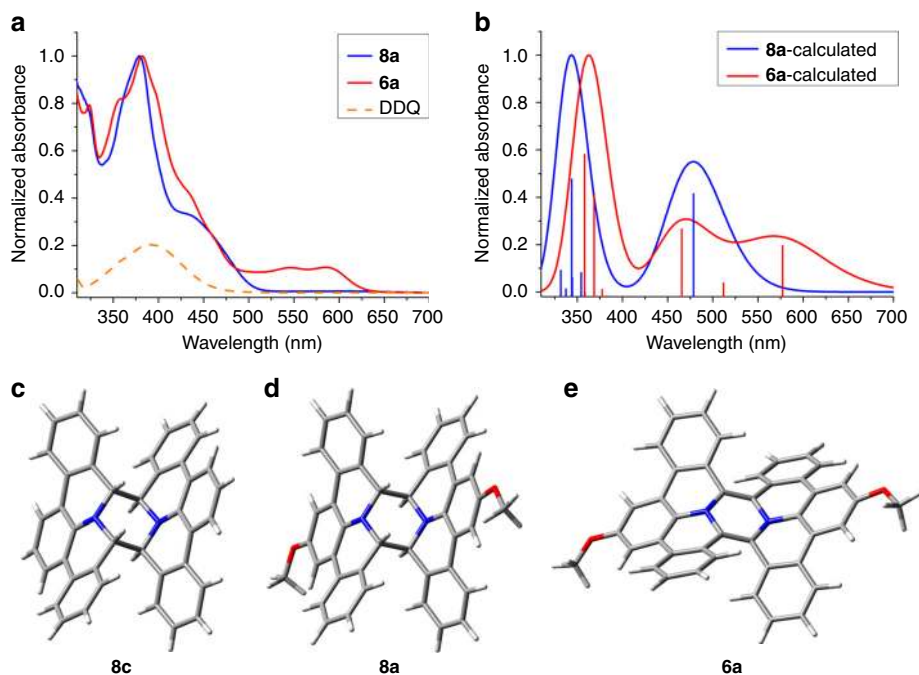 a
8a
6a
DDQ
Normalized absorbance
1.0
0.8
0.6
0.4
0.2
0.0
350 400 450 500 550 600 650 700
Wavelength (nm)
b
8a-calculated
6a-calculated
Normalized absorbance
1.0
0.8
0.6
0.4
0.2
0.0
350 400 450 500 550 600 650 700
Wavelength (nm)
c
8c
d
8a
e
6a